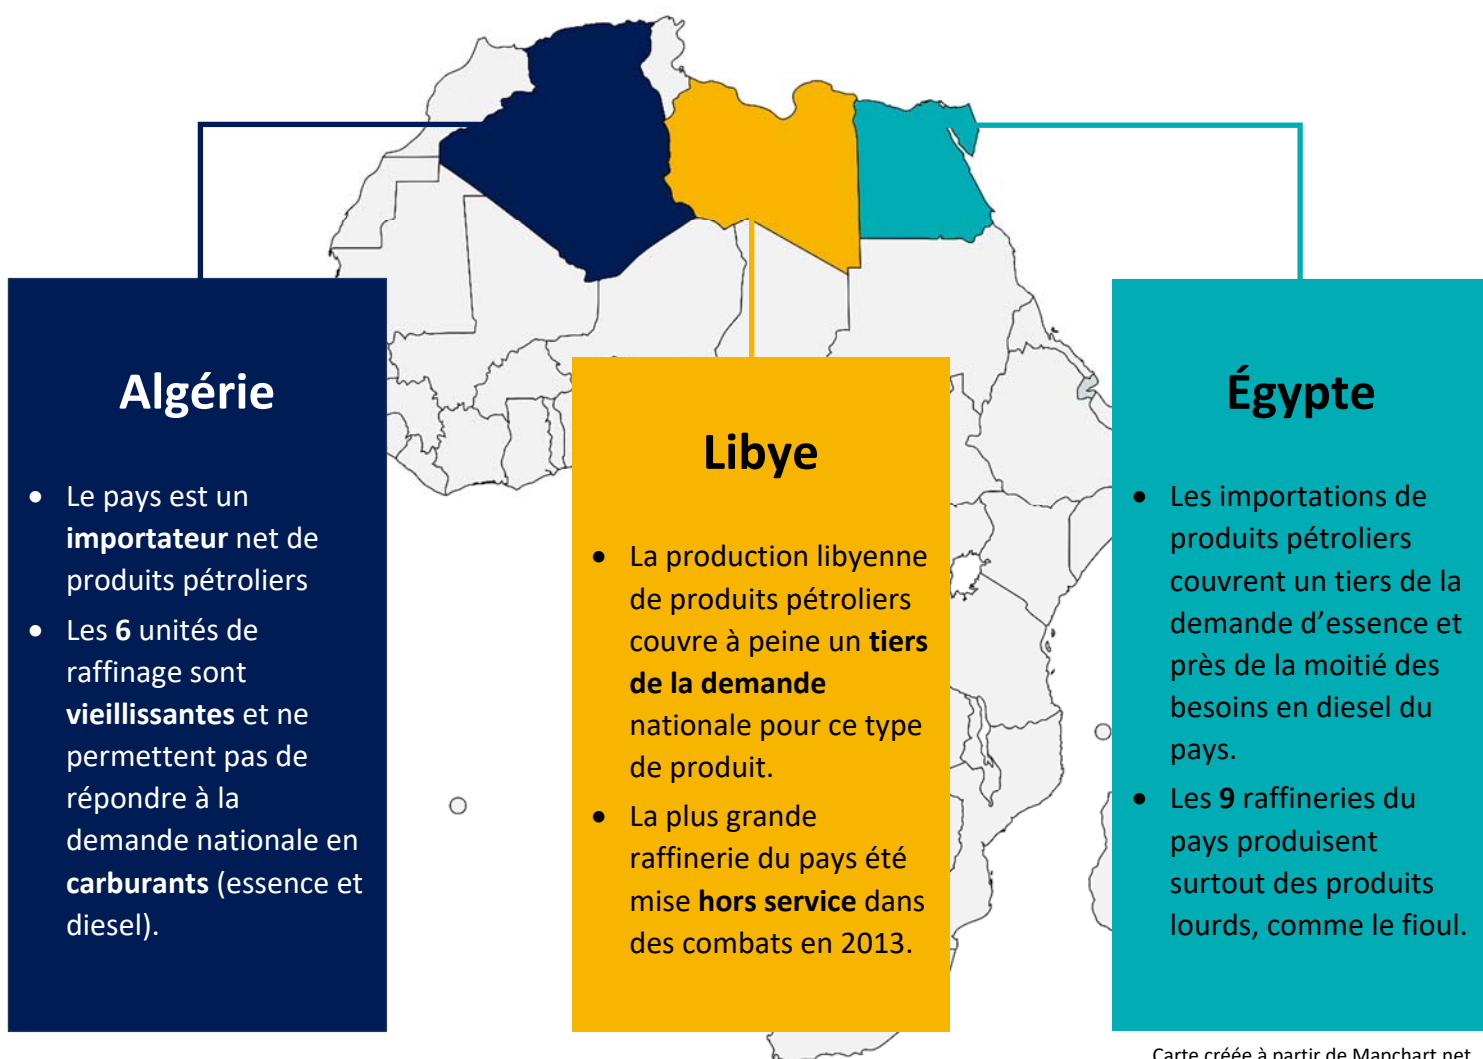 Algérie
• Le pays est un
importateur net de
produits pétroliers
• Les 6 unités de
raffinage sont
vieillissantes et ne
permettent pas de
répondre à la
demande nationale en
carburants (essence et
diesel).
Libye
• La production libyenne
de produits pétroliers
couvre à peine un tiers
de la demande
nationale pour ce type
de produit.
• La plus grande
raffinerie du pays été
mise hors service dans
des combats en 2013.
Égypte
• Les importations de
produits pétroliers
couvrent un tiers de la
demande d’essence et
près de la moitié des
besoins en diesel du
pays.
• Les 9 raffineries du
pays produisent
surtout des produits
lourds, comme le fioul.
Carte créée à partir de Mapchart.net